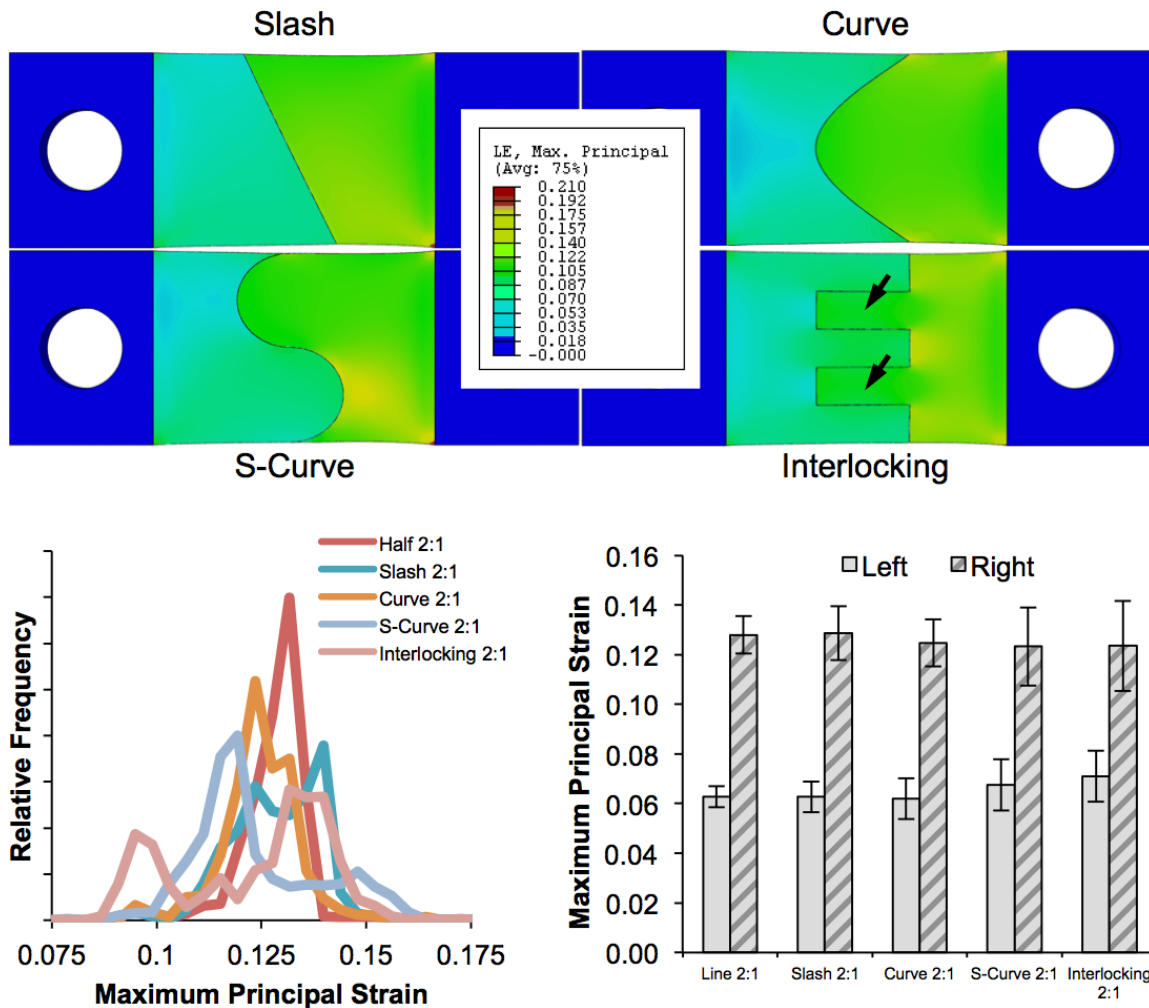 Slash
Curve
LE, Max. Principal
(Avg: 75%)
0.210
0.192
0.175
0.157
0.140
0.122
0.105
0.087
0.070
0.053
0.035
0.018
-0.000
S-Curve
Interlocking
Relative Frequency
Half 2:1
Slash 2:1
Curve 2:1
S-Curve 2:1
Interlocking 2:1
0.075
0.1
0.125
0.15
0.175
Maximum Principal Strain
Maximum Principal Strain
0.16
0.14
0.12
0.10
0.08
0.06
0.04
0.02
0.00
Left
Right
Line 2:1
Slash 2:1
Curve 2:1
S-Curve 2:1
Interlocking
2:1